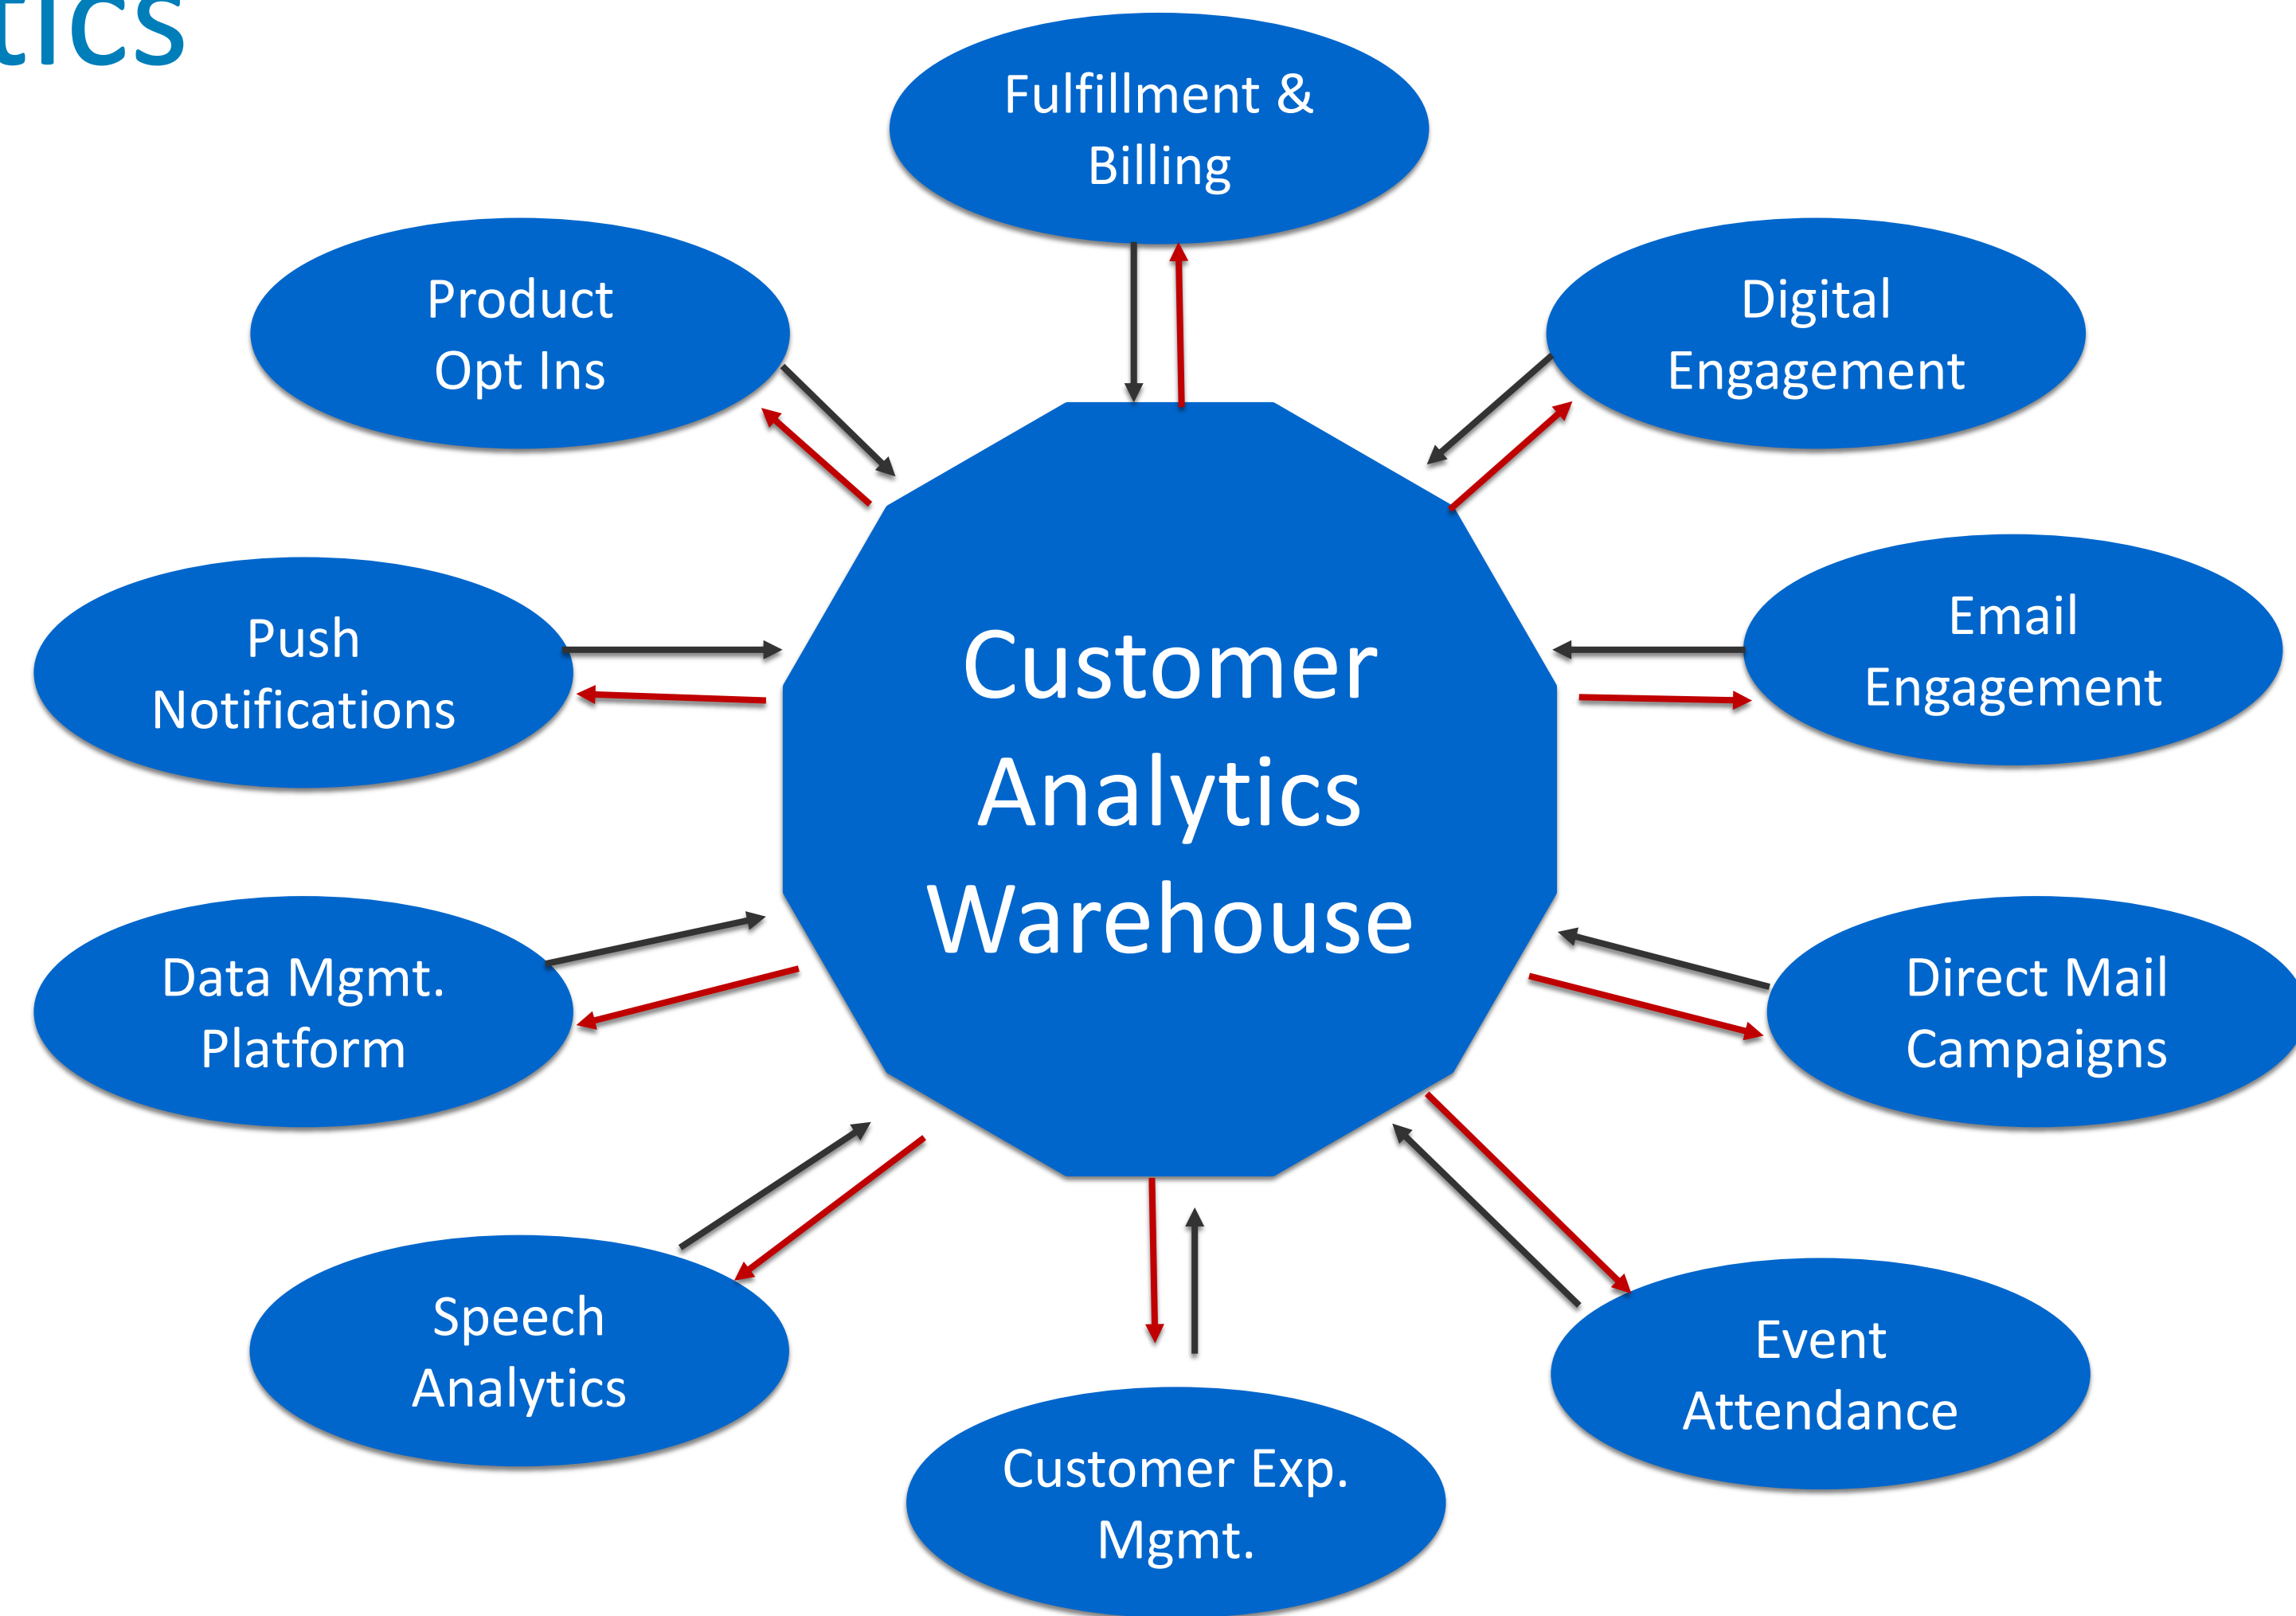 tics
Fulfillment &
Billing
Product
Opt Ins
Digital
Engagement
Push
Notifications
Email
Engagement
Customer
Analytics
Warehouse
Data Mgmt.
Platform
Direct Mail
Campaigns
Speech
Analytics
Event
Attendance
Customer Exp.
Mgmt.